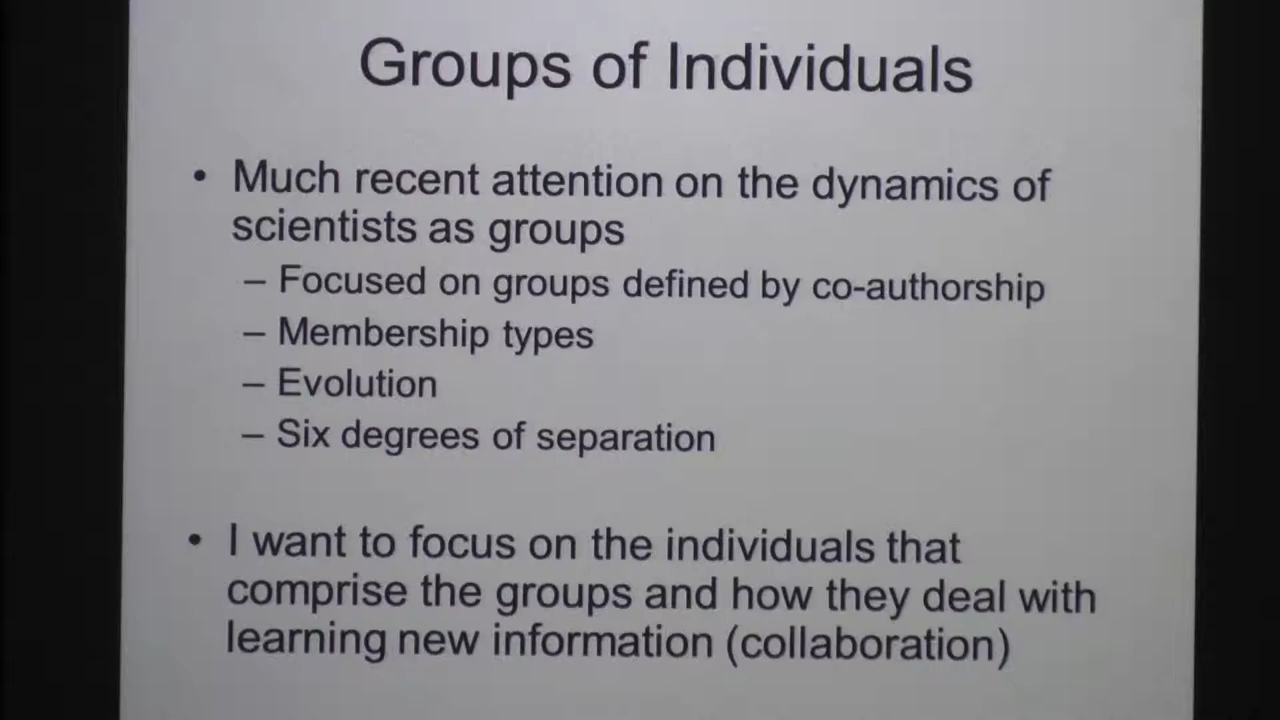 Groups of Individuals
• Much recent attention on the dynamics of
scientists as groups
– Focused on groups defined by co-authorship
– Membership types
– Evolution
– Six degrees of separation
• I want to focus on the individuals that
comprise the groups and how they deal with
learning new information (collaboration)